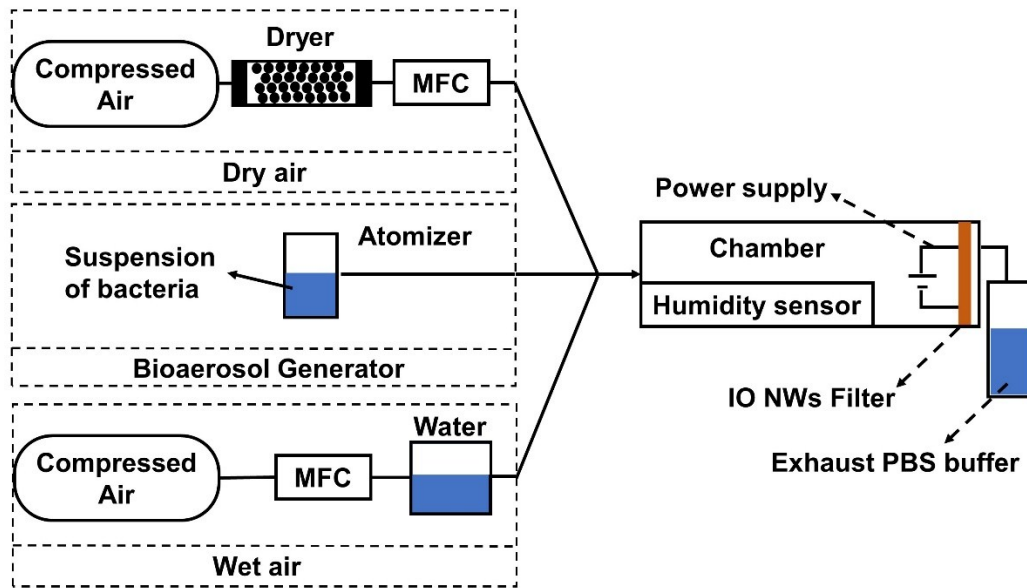 Dryer
Compressed
Air
MFC
Dry air
Suspension
of bacteria
Atomizer
Bioaerosol Generator
Compressed
Air
MFC
Water
Wet air
Power supply
Chamber
Humidity sensor
IO NWs Filter
Exhaust PBS buffer